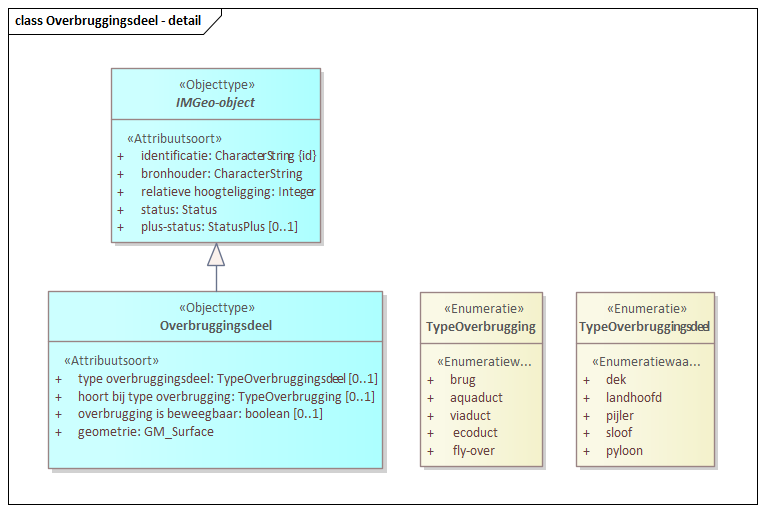 class Overbruggingsdeel - detail
«Objecttype»
IMGeo-object
«Attribuutsoort»
+ identificatie: CharacterString {id}
+ bronhouder: CharacterString
+ relatieve hoogteligging: Integer
+ status: Status
+ plus-status: StatusPlus [0..1]
«Objecttype»
Overbruggingsdeel
«Attribuutsoort»
+ type overbruggingsdeel: TypeOverbruggingsdeel [0..1]
+ hoort bij type overbrugging: TypeOverbrugging [0..1]
+ overbrugging is beweegbaar: boolean [0..1]
+ geometrie: GM_Surface
«Enumeratie»
TypeOverbrugging
«Enumeratiew...
+ brug
+ aquaduct
+ viaduct
+ ecoduct
+ fly-over
«Enumeratie»
TypeOverbruggingsdeel
«Enumeratiewaa...
+ dek
+ landhoofd
+ pijler
+ sloof
+ pyloon